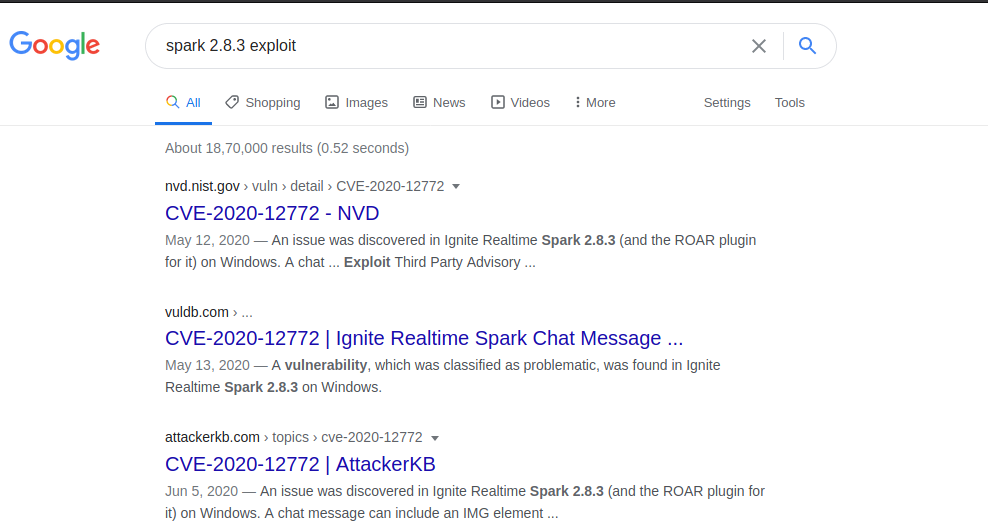 Google
spark 2.8.3 exploit
All Shopping Images News Videos More Settings Tools
About 18,70,000 results (0.52 seconds)
nvd.nist.gov › vuln › detail › CVE-2020-12772
CVE-2020-12772 - NVD
May 12, 2020 — An issue was discovered in Ignite Realtime Spark 2.8.3 (and the ROAR plugin
for it) on Windows. A chat ... Exploit Third Party Advisory ...
vuldb.com › ...
CVE-2020-12772 | Ignite Realtime Spark Chat Message ...
May 13, 2020 — A vulnerability, which was classified as problematic, was found in Ignite
Realtime Spark 2.8.3 on Windows.
attackerkb.com › topics › cve-2020-12772
CVE-2020-12772 | AttackerKB
Jun 5, 2020 — An issue was discovered in Ignite Realtime Spark 2.8.3 (and the ROAR plugin for
it) on Windows. A chat message can include an IMG element ...